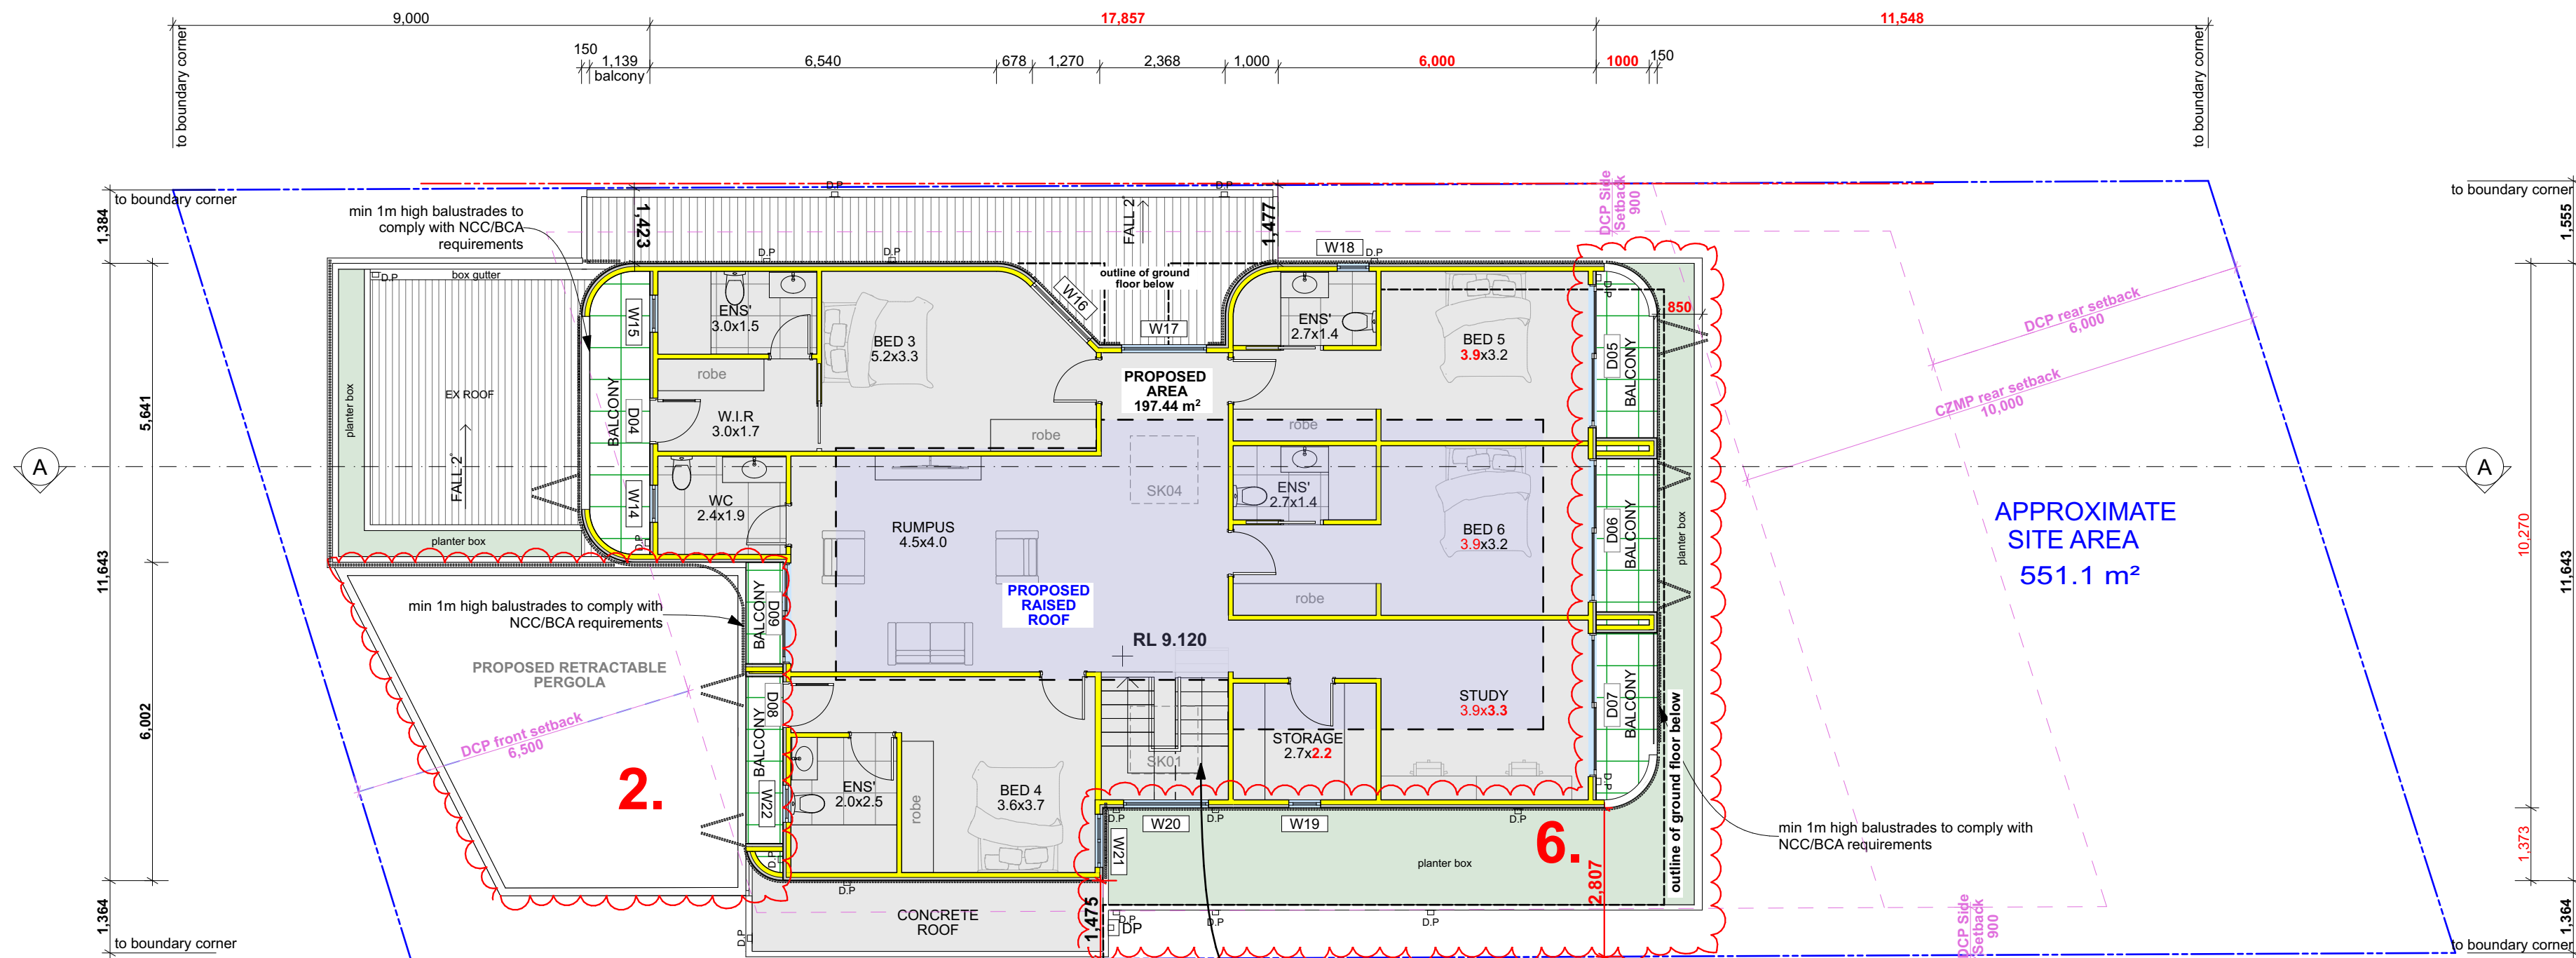 9,000
17,857
11,548
150
1,139
balcony
6,540
678
1,270
2,368
1,000
6,000
1000
150
to boundary corner
to boundary corner
to boundary corner
to boundary corner
1,384
1,555
min 1m high balustrades to
comply with NCC/BCA
requirements
D.P
D.P
1,423
FALL 2°
1,477
DCP Side
Setback
900
D.P
D.P
W18
D.P
box gutter
D.P
outline of ground
floor below
W16
W17
W15
ENS'
3.0x1.5
BED 3
5.2x3.3
ENS'
2.7x1.4
BED 5
3.9x3.2
D.P
850
D05
BALCONY
DCP rear setback
6,000
CZMP rear setback
10,000
planter box
EX ROOF
FALL 2°
5,641
11,643
BALCONY
D04
robe
W.I.R
3.0x1.7
PROPOSED
AREA
197.44 m²
robe
robe
A
A
W14
WC
2.4x1.9
SK04
ENS'
2.7x1.4
BED 6
3.9x3.2
D06
BALCONY
planter box
APPROXIMATE
SITE AREA
551.1 m²
10,270
11,643
RUMPUS
4.5x4.0
planter box
D.P
BALCONY
D09
PROPOSED
RAISED
ROOF
robe
min 1m high balustrades to comply with
NCC/BCA requirements
RL 9.120
PROPOSED RETRACTABLE
PERGOLA
6,002
DCP front setback
6,500
2.
BALCONY
D08
W22
D.P
ENS'
2.0x2.5
robe
BED 4
3.6x3.7
SK01
STORAGE
2.7x2.2
STUDY
3.9x3.3
D07
BALCONY
D.P
outline of ground floor below
D.P
W20
D.P
W19
D.P
W21
6.
planter box
min 1m high balustrades to comply with
NCC/BCA requirements
1,373
2,807
D.P
CONCRETE
ROOF
D.P
1,475
D.P
DP
D.P
D.P
DCP Side
Setback
900
1,364
1,364
to boundary corner
to boundary corner